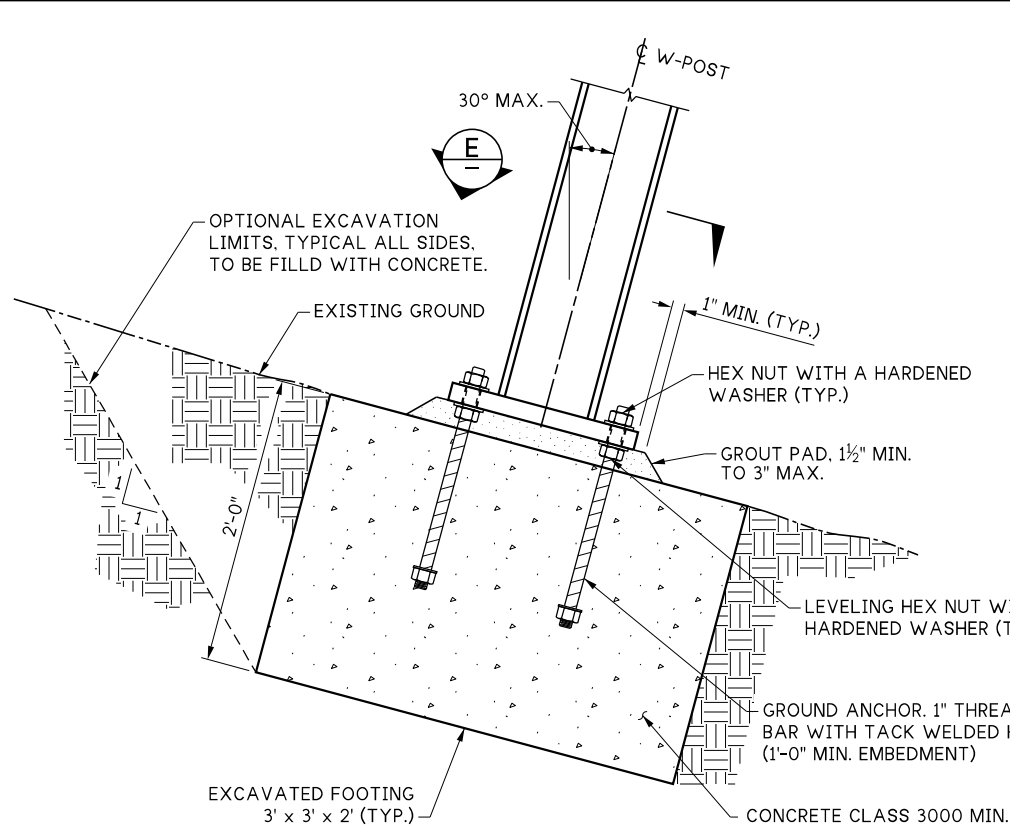 ℄ W-POST
30° MAX.
E
–
OPTIONAL EXCAVATION
LIMITS, TYPICAL ALL SIDES,
TO BE FILLD WITH CONCRETE.
EXISTING GROUND
1" MIN. (TYP.)
HEX NUT WITH A HARDENED
WASHER (TYP.)
GROUT PAD, 1½" MIN.
TO 3" MAX.
1
1
2'-0"
LEVELING HEX NUT
HARDENED WASHER
GROUND ANCHOR. 1"
BAR WITH TACK WELDED
(1'-0" MIN. EMBEDMENT)
EXCAVATED FOOTING
3' x 3' x 2' (TYP.)
CONCRETE CLASS 3000 MIN.